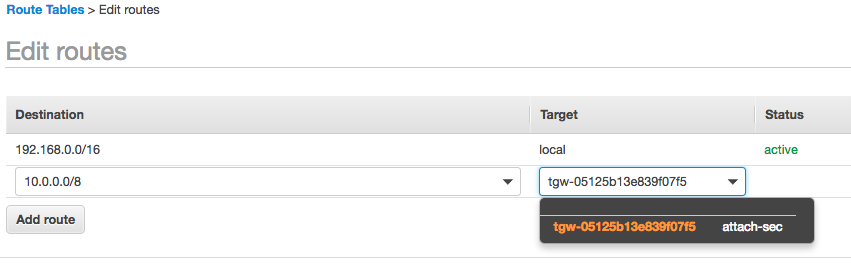 Route Tables > Edit routes
Edit routes
Destination Target Status
192.168.0.0/16 local active
10.0.0.0/8 tgw-05125b13e839f07f5
Add route tgw-05125b13e839f07f5 attach-sec